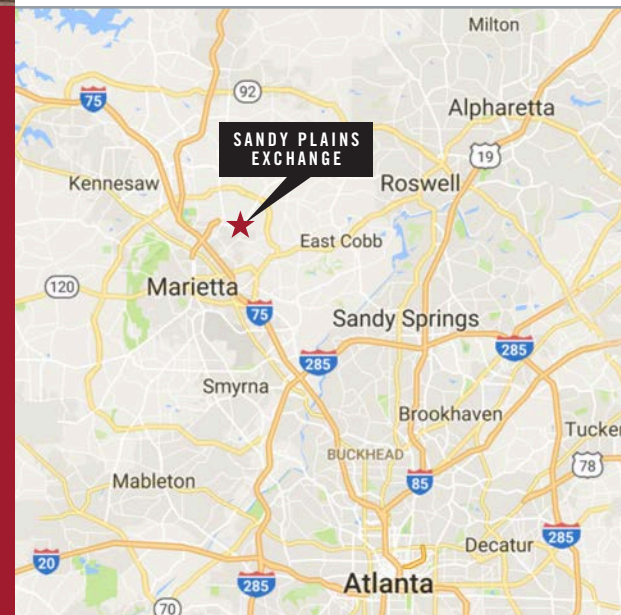 Milton
75
92
Alpharetta
SANDY PLAINS
EXCHANGE
19
Kennesaw
Roswell
East Cobb
120
Marietta
75
Sandy Springs
285
285
Smyrna
Brookhaven
Tucker
BUCKHEAD
78
85
Mableton
Decatur
285
20
285
Atlanta
70